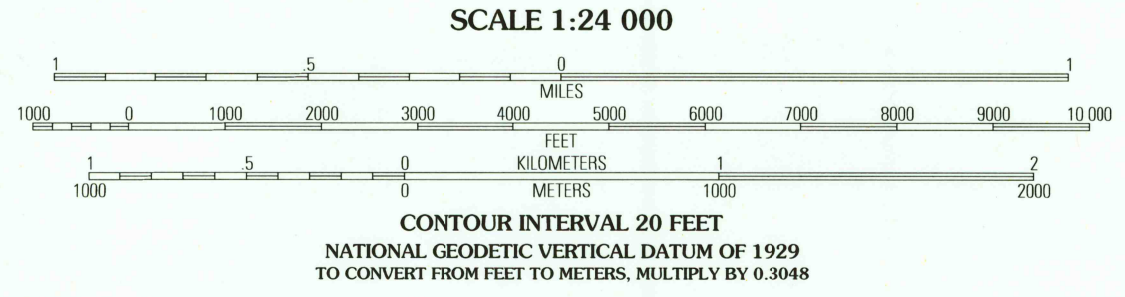 SCALE 1:24 000
1 .5 0 1
MILES
1000 0 1000 2000 3000 4000 5000 6000 7000 8000 9000 10 000
FEET
1 .5 0 KILOMETERS 1 2
1000 0 METERS 1000 2000
CONTOUR INTERVAL 20 FEET
NATIONAL GEODETIC VERTICAL DATUM OF 1929
TO CONVERT FROM FEET TO METERS, MULTIPLY BY 0.3048